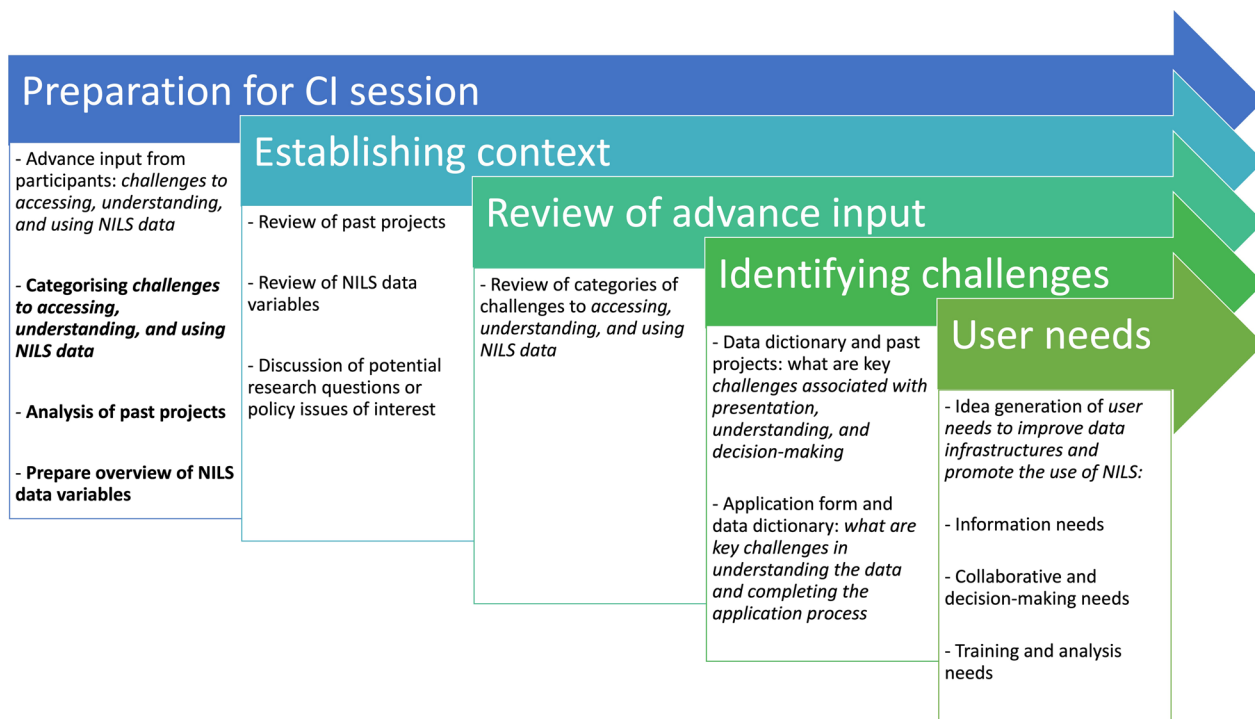 Preparation for CI session
- Advance input from
participants: challenges to
accessing, understanding,
and using NILS data
- Categorising challenges
to accessing,
understanding, and using
NILS data
- Analysis of past projects
- Prepare overview of NILS
data variables
Establishing context
- Review of past projects
- Review of NILS data
variables
- Discussion of potential
research questions or
policy issues of interest
Review of advance input
- Review of categories of
challenges to accessing,
understanding, and using
NILS data
Identifying challenges
- Data dictionary and past
projects: what are key
challenges associated with
presentation,
understanding, and
decision-making
- Application form and
data dictionary: what are
key challenges in
understanding the data
and completing the
application process
User needs
- Idea generation of user
needs to improve data
infrastructures and
promote the use of NILS:
- Information needs
- Collaborative and
decision-making needs
- Training and analysis
needs